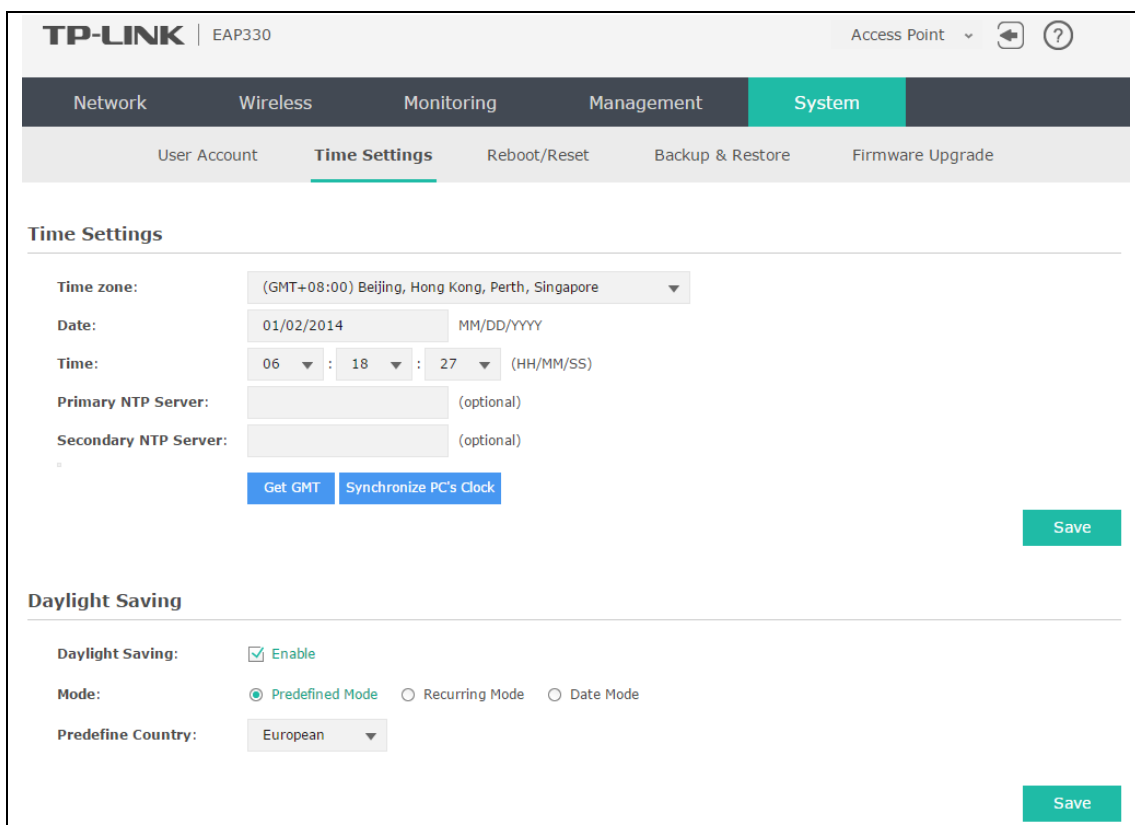 TP-LINK | EAP330 Access Point ?
Network Wireless Monitoring Management System
User Account Time Settings Reboot/Reset Backup & Restore Firmware Upgrade
Time Settings
Time zone: (GMT+08:00) Beijing, Hong Kong, Perth, Singapore
Date: 01/02/2014 MM/DD/YYYY
Time: 06 : 18 : 27 (HH/MM/SS)
Primary NTP Server: (optional)
Secondary NTP Server: (optional)
Get GMT Synchronize PC's Clock
Save
Daylight Saving
Daylight Saving: Enable
Mode: Predefined Mode Recurring Mode Date Mode
Predefine Country: European
Save